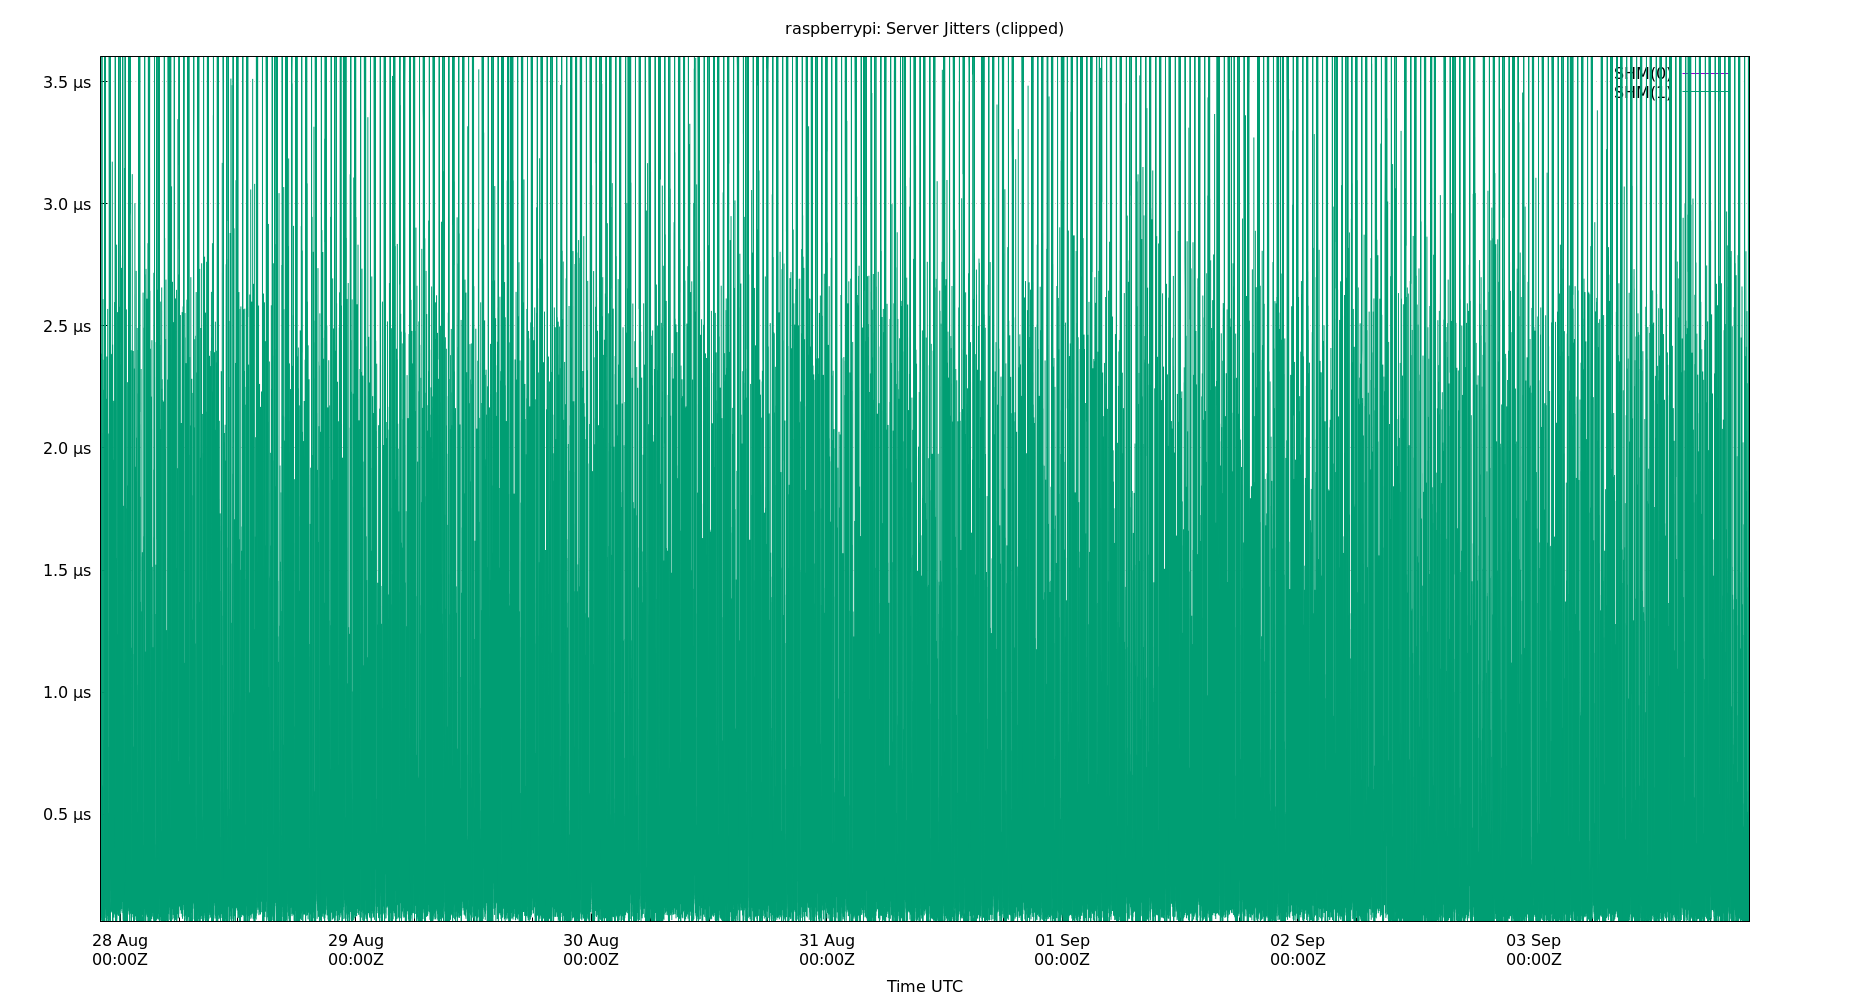 raspberrypi: Server Jitters (clipped)
3.5 µs
SHM(0)
SHM(1)
3.0 µs
2.5 µs
2.0 µs
1.5 µs
1.0 µs
0.5 µs
28 Aug 29 Aug 30 Aug 31 Aug 01 Sep 02 Sep 03 Sep
00:00Z 00:00Z 00:00Z 00:00Z 00:00Z 00:00Z 00:00Z
Time UTC